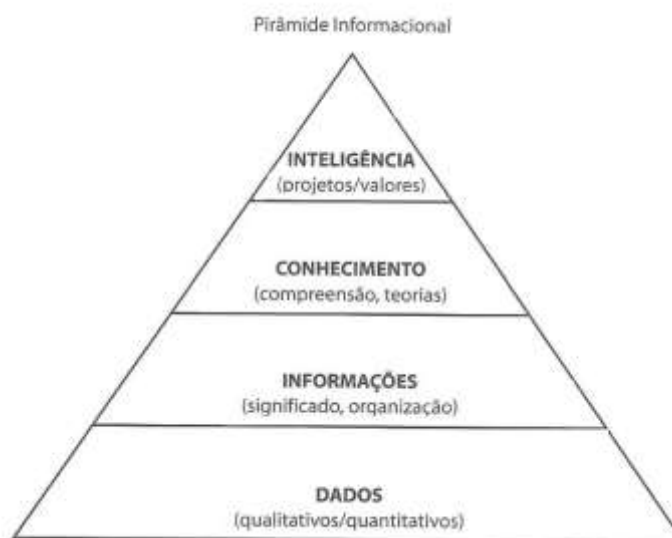 Pirâmide Informacional
INTELIGÊNCIA
(projetos/valores)
CONHECIMENTO
(compreensão, teorias)
INFORMAÇÕES
(significado, organização)
DADOS
(qualitativos/quantitativos)